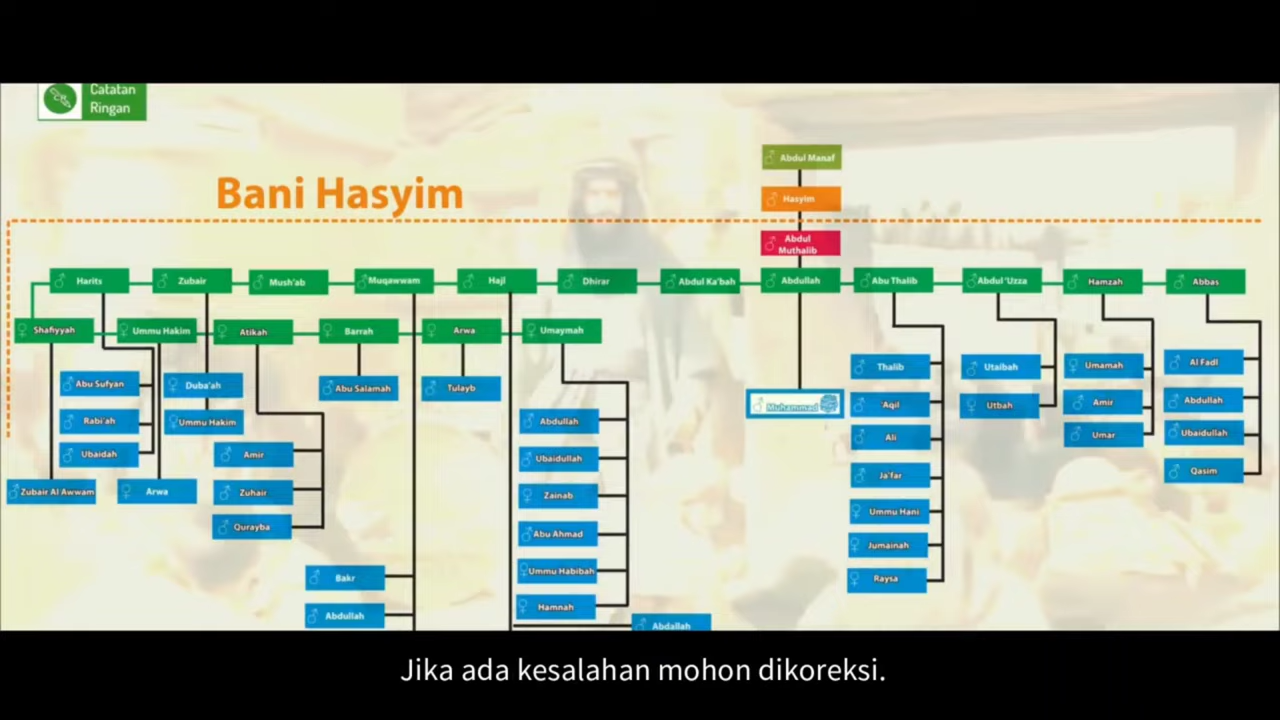 Catatan
Ringan
Abdul Manaf
Bani Hasyim
Hasyim
Abdul
Muthalib
Harits
Zubair
Mush'ab
Muqawwam
Hajl
Dhirar
Abdul Ka'bah
Abdullah
Abu Thalib
Abdul 'Uzza
Hamzah
Abbas
Shafiyyah
Ummu Hakim
Atikah
Barrah
Arwa
Umaymah
Abu Sufyan
Duba'ah
Abu Salamah
Tulayb
Thalib
Utaibah
Umamah
Al Fadl
Rabi'ah
Ummu Hakim
Abdullah
Muhammad
'Aqil
Utbah
Amir
Abdullah
Ubaidah
Amir
Ubaidullah
Ali
Umar
Ubaidullah
Zubair Al Awwam
Arwa
Zuhair
Zainab
Ja'far
Qasim
Qurayba
Abu Ahmad
Ummu Hani
Bakr
Ummu Habibah
Jumainah
Abdullah
Hamnah
Raysa
Abdallah
Jika ada kesalahan mohon dikoreksi.